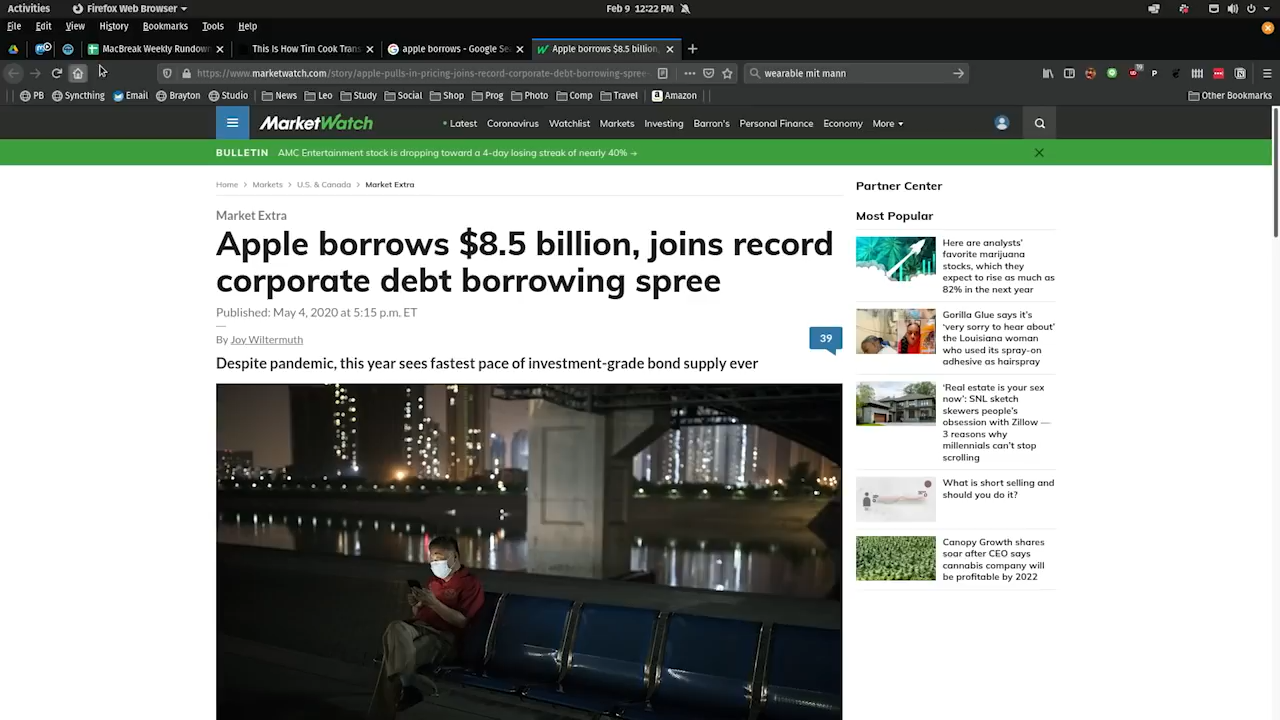 Activities
Firefox Web Browser
Feb 9 12:22 PM
File Edit View History Bookmarks Tools Help
MacBreak Weekly Rundown
This Is How Tim Cook Trans
apple borrows - Google Se
Apple borrows $8.5 billion,
https://www.marketwatch.com/story/apple-pulls-in-pricing-joins-record-corporate-debt-borrowing-spree-
wearable mit mann
79
PB Syncthing Email Brayton Studio News Leo Study Social Shop Prog Photo Comp Travel Amazon Other Bookmarks
MarketWatch
Latest Coronavirus Watchlist Markets Investing Barron's Personal Finance Economy More
BULLETIN AMC Entertainment stock is dropping toward a 4-day losing streak of nearly 40% →
Home > Markets > U.S. & Canada > Market Extra
Market Extra
Apple borrows $8.5 billion, joins record
corporate debt borrowing spree
Published: May 4, 2020 at 5:15 p.m. ET
By Joy Wiltermuth
39
Despite pandemic, this year sees fastest pace of investment-grade bond supply ever
Partner Center
Most Popular
Here are analysts'
favorite marijuana
stocks, which they
expect to rise as much as
82% in the next year
Gorilla Glue says it's
'very sorry to hear about'
the Louisiana woman
who used its spray-on
adhesive as hairspray
'Real estate is your sex
now': SNL sketch
skewers people's
obsession with Zillow —
3 reasons why
millennials can't stop
scrolling
What is short selling and
should you do it?
Canopy Growth shares
soar after CEO says
cannabis company will
be profitable by 2022